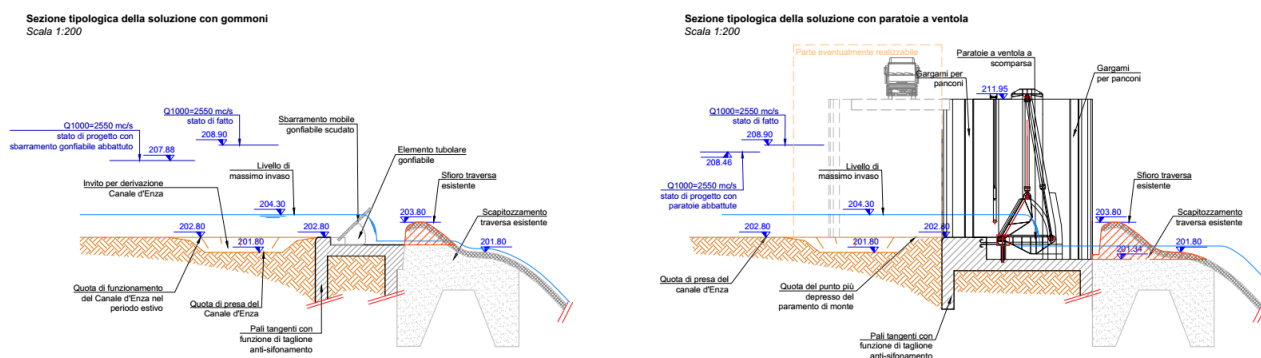 Sezione tipologica della soluzione con gommoni
Scala 1:200
Q1000=2550 mc/s
stato di fatto
208.90
Q1000=2550 mc/s
stato di progetto con
sbarramento gonfiabile abbattuto
207.88
Sbarramento mobile
gonfiabile scudato
Elemento tubolare
gonfiabile
Livello di
massimo invaso
Invito per derivazione
Canale d'Enza
Sfioro traversa
esistente
204.30
203.80
Scapitozzamento
traversa esistente
202.80
201.80
202.80
201.80
Quota di funzionamento
del Canale d'Enza nel
periodo estivo
Quota di presa del
Canale d'Enza
Pali tangenti con
funzione di taglione
anti-sifonamento
Sezione tipologica della soluzione con paratoie a ventola
Scala 1:200
Parte eventualmente realizzabile
Paratoie a ventola a
scomparsa
Gargami per
panconi
Gargami
per panconi
211.95
Q1000=2550 mc/s
stato di fatto
208.90
208.46
Q1000=2550 mc/s
stato di progetto con
paratoie abbattute
Livello di
massimo invaso
Sfioro traversa
esistente
204.30
203.80
Scapitozzamento
traversa esistente
202.80
201.80
202.80
201.34
201.80
Quota di presa del
canale d'Enza
Quota del punto più
depresso del
paramento di monte
Pali tangenti con
funzione di taglione
anti-sifonamento